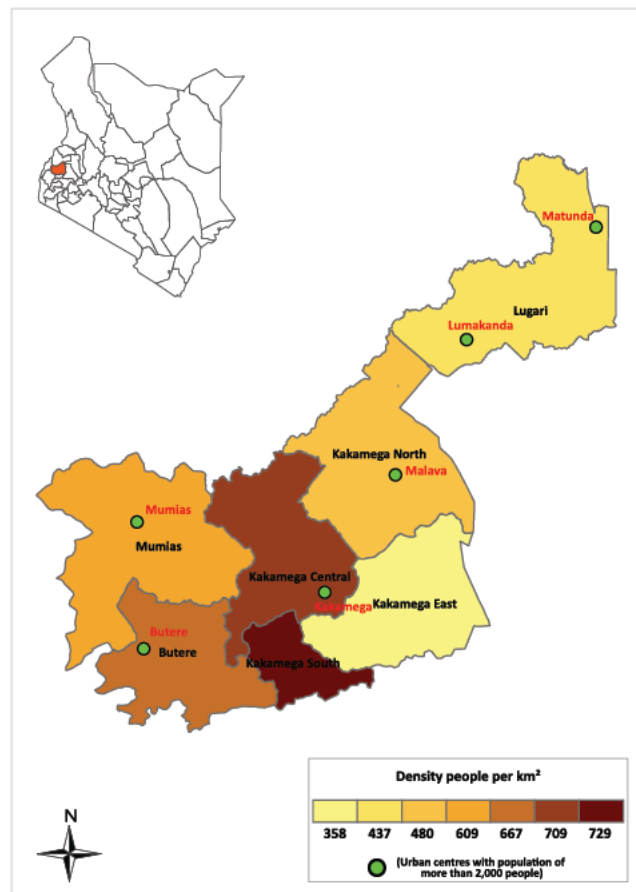 Matunda
Lugari
Lumakanda
Kakamega North
Malava
Mumias
Mumias
Kakamega Central
Kakamega
Kakamega East
Butere
Butere
Kakamega South
N
Density people per km²
358 437 480 609 667 709 729
(Urban centres with population of
more than 2,000 people)